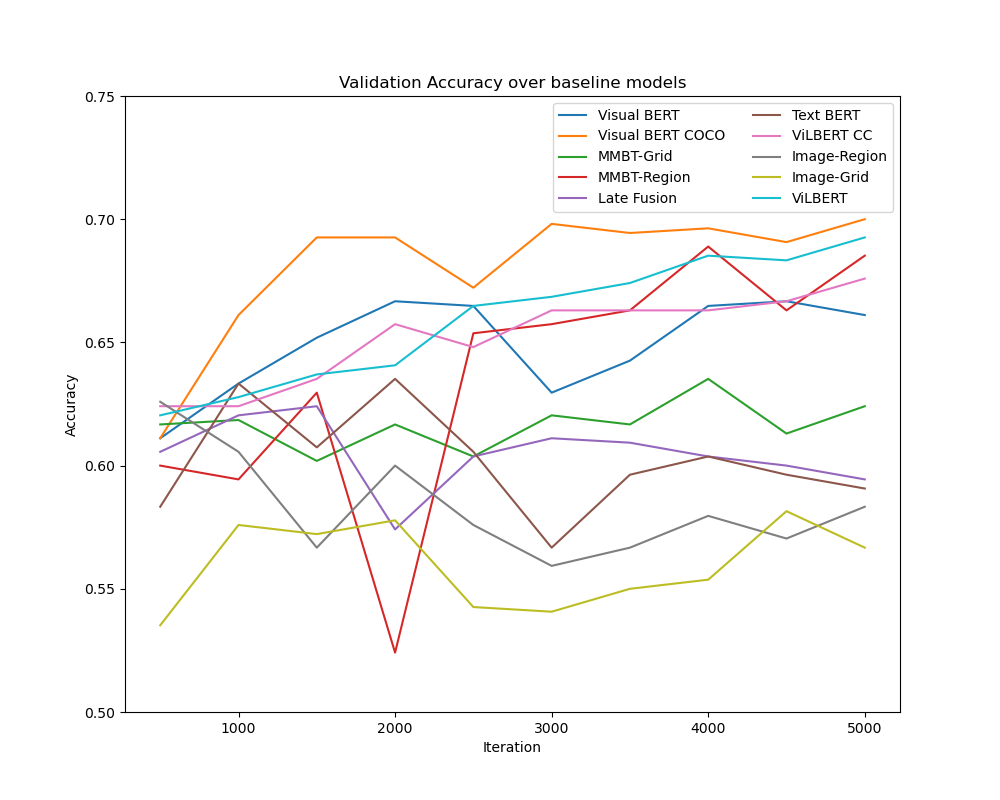 Validation Accuracy over baseline models
0.75
0.70
0.65
0.60
0.55
0.50
Accuracy
Visual BERT
Visual BERT COCO
MMBT-Grid
MMBT-Region
Late Fusion
Text BERT
ViLBERT CC
Image-Region
Image-Grid
ViLBERT
1000 2000 3000 4000 5000
Iteration